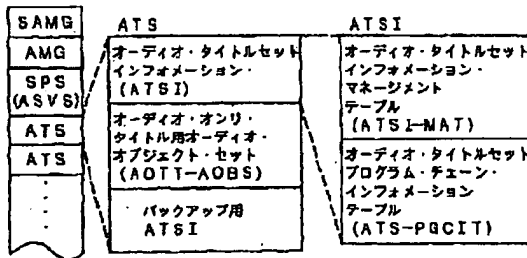 SAMG
AMG
SPS
(ASVS)
ATS
ATS
ATS
オーディオ・タイトルセット
インフォメーション・
(ATSI)
オーディオ・オンリ・
タイトル用オーディオ・
オブジェクト・セット
(AOTT-AOBS)
バックアップ用
ATSI
ATSI
オーディオ・タイトルセット
インフォメーション・
マネージメント
テーブル
(ATSI-MAT)
オーディオ・タイトルセット
プログラム・チェーン・
インフォメーション
テーブル
(ATS-PGCIT)